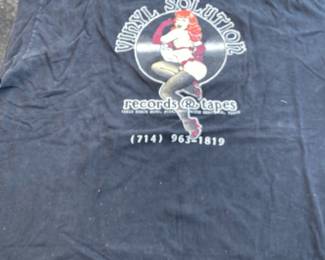 VINYL SOLUTION
records & tapes
(714) 963-1819